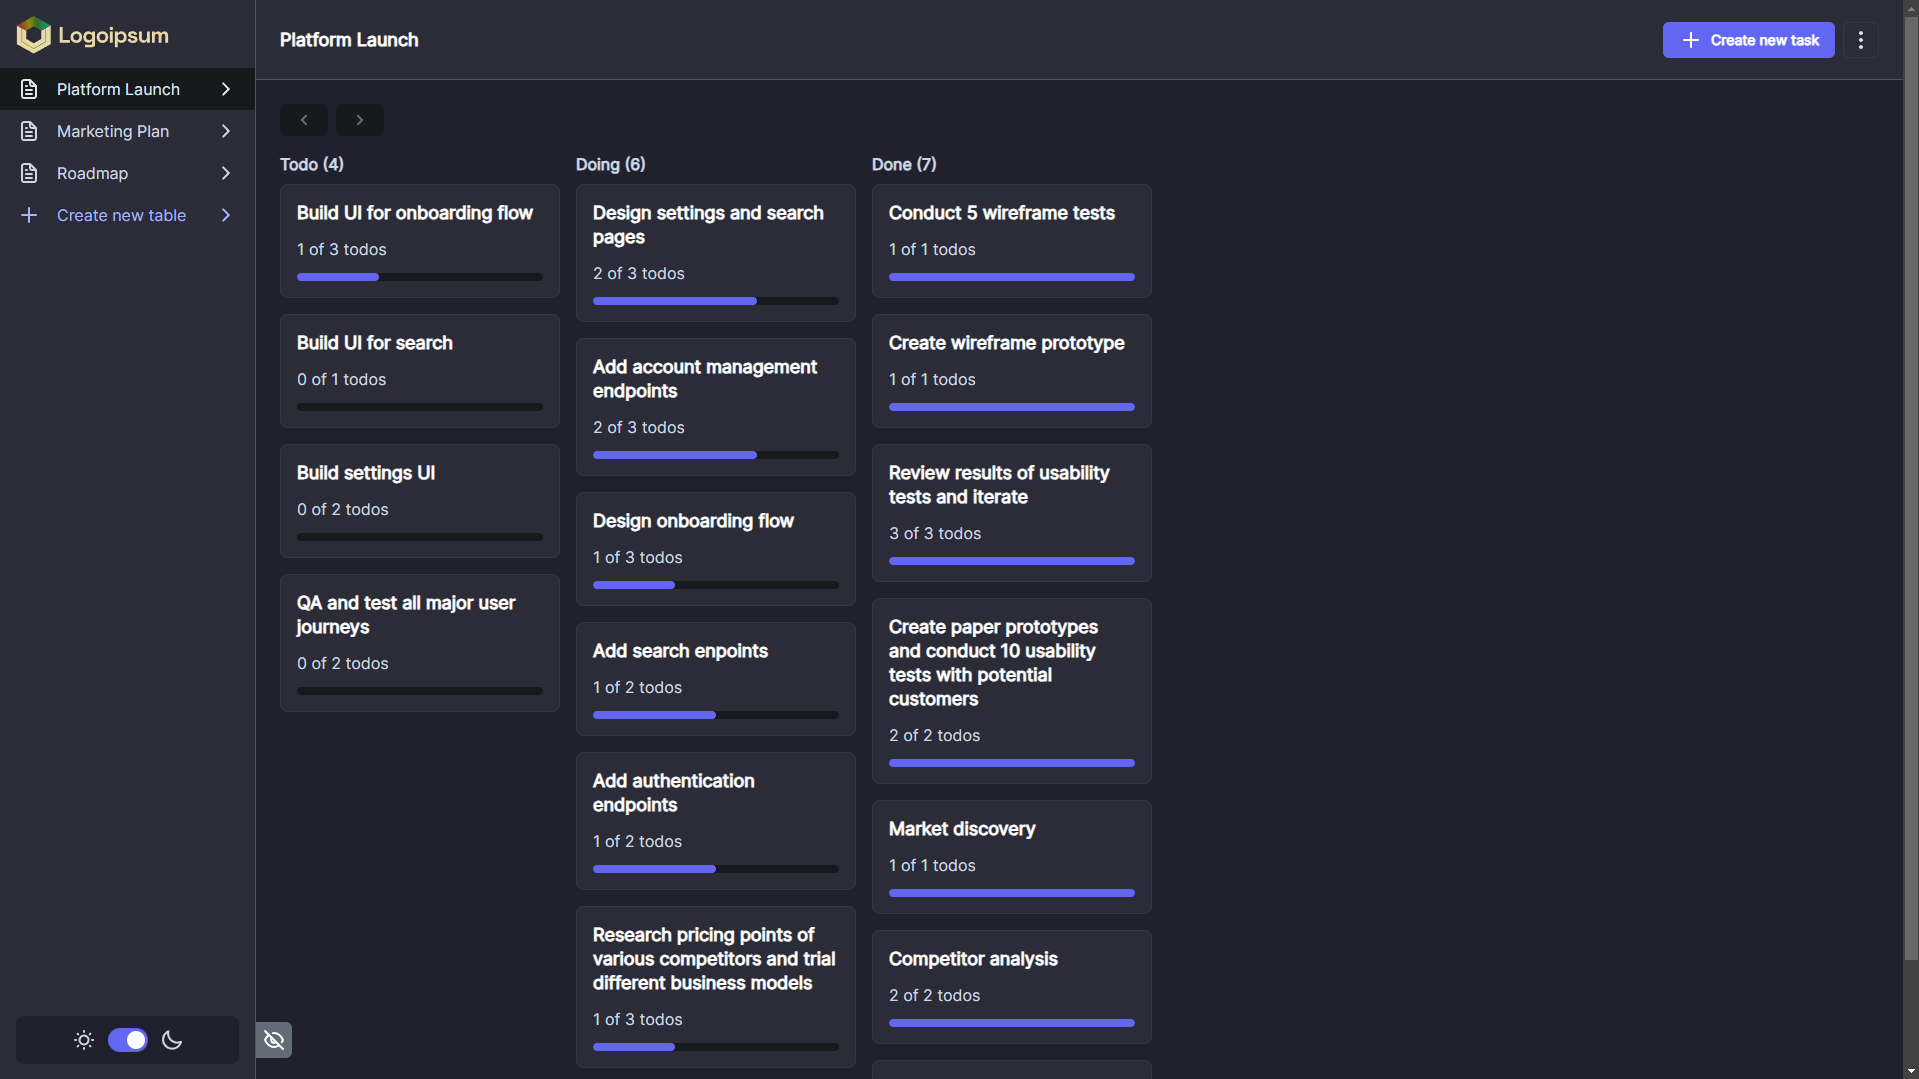 Logoipsum
Platform Launch
Marketing Plan
Roadmap
Create new table
Platform Launch
Create new task
Todo (4)
Build UI for onboarding flow
1 of 3 todos
Build UI for search
0 of 1 todos
Build settings UI
0 of 2 todos
QA and test all major user
journeys
0 of 2 todos
Doing (6)
Design settings and search
pages
2 of 3 todos
Add account management
endpoints
2 of 3 todos
Design onboarding flow
1 of 3 todos
Add search enpoints
1 of 2 todos
Add authentication
endpoints
1 of 2 todos
Research pricing points of
various competitors and trial
different business models
1 of 3 todos
Done (7)
Conduct 5 wireframe tests
1 of 1 todos
Create wireframe prototype
1 of 1 todos
Review results of usability
tests and iterate
3 of 3 todos
Create paper prototypes
and conduct 10 usability
tests with potential
customers
2 of 2 todos
Market discovery
1 of 1 todos
Competitor analysis
2 of 2 todos